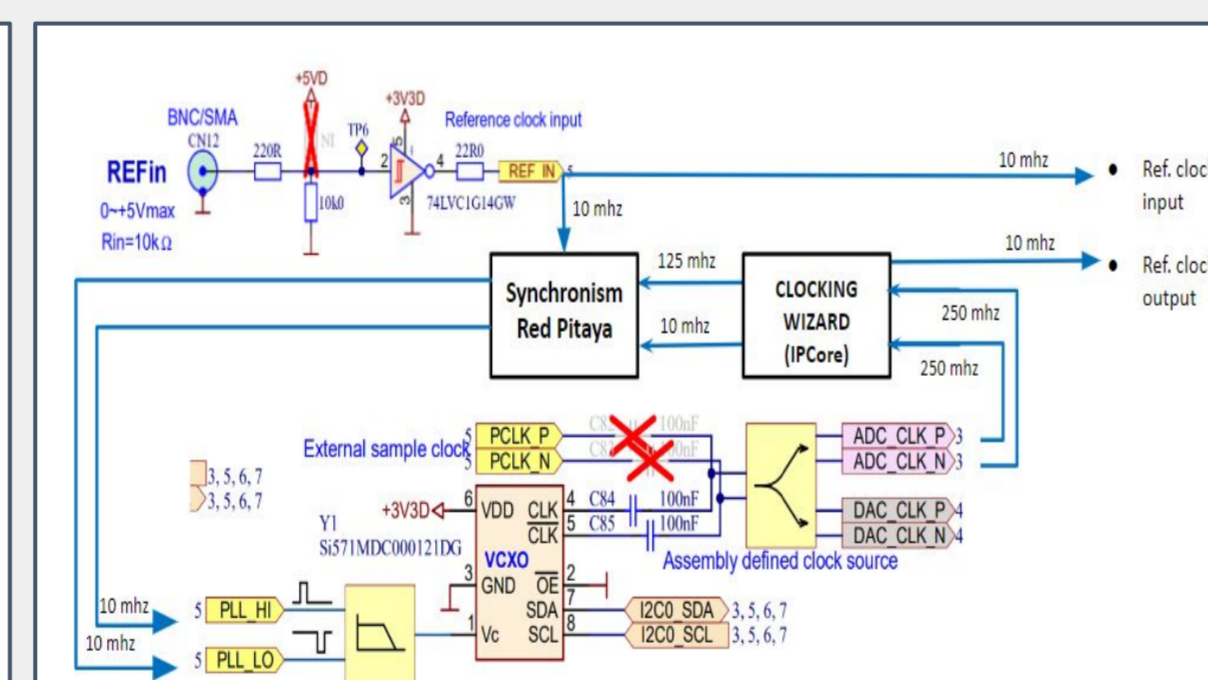 +5VD
BNC/SMA
CN12
+3V3D
Reference clock input
TP6
NI
220R
REFin
2
5
4
3
22R0
REF IN
5
10 mhz
Ref. cloc
input
0~+5Vmax
10k0
74LVC1G14GW
10 mhz
Rin=10kΩ
10 mhz
Ref. cloc
output
125 mhz
Synchronism
Red Pitaya
CLOCKING
WIZARD
(IPCore)
10 mhz
250 mhz
250 mhz
External sample clock
5
PCLK_P
100nF
5
PCLK_N
00nF
ADC_CLK_P
3
ADC_CLK_N
3
3, 5, 6, 7
3, 5, 6, 7
+3V3D
6
VDD
CLK
4
C84
100nF
CLK
5
C85
100nF
DAC_CLK_P
4
DAC_CLK_N
4
Y1
Si571MDC000121DG
Assembly defined clock source
VCXO
3
GND
OE
2
10 mhz
5
PLL_HI
SDA
7
I2C0_SDA
3, 5, 6, 7
1
Vc
SCL
8
I2C0_SCL
3, 5, 6, 7
10 mhz
5
PLL_LO